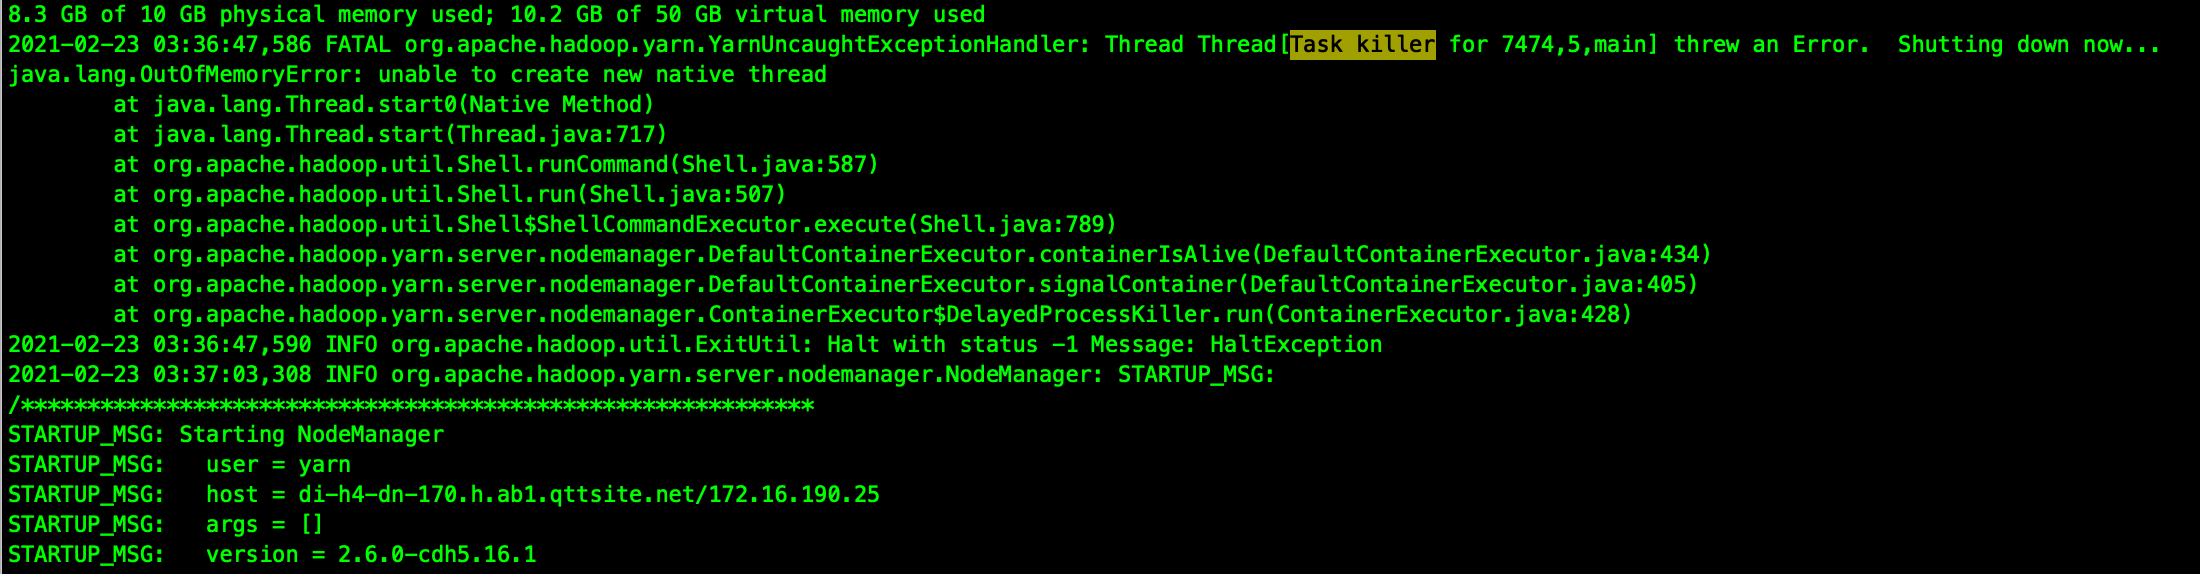 8.3 GB of 10 GB physical memory used; 10.2 GB of 50 GB virtual memory used
2021-02-23 03:36:47,586 FATAL org.apache.hadoop.yarn.YarnUncaughtExceptionHandler: Thread Thread[Task killer for 7474,5,main] threw an Error.  Shutting down now...
java.lang.OutOfMemoryError: unable to create new native thread
        at java.lang.Thread.start0(Native Method)
        at java.lang.Thread.start(Thread.java:717)
        at org.apache.hadoop.util.Shell.runCommand(Shell.java:587)
        at org.apache.hadoop.util.Shell.run(Shell.java:507)
        at org.apache.hadoop.util.Shell$ShellCommandExecutor.execute(Shell.java:789)
        at org.apache.hadoop.yarn.server.nodemanager.DefaultContainerExecutor.containerIsAlive(DefaultContainerExecutor.java:434)
        at org.apache.hadoop.yarn.server.nodemanager.DefaultContainerExecutor.signalContainer(DefaultContainerExecutor.java:405)
        at org.apache.hadoop.yarn.server.nodemanager.ContainerExecutor$DelayedProcessKiller.run(ContainerExecutor.java:428)
2021-02-23 03:36:47,590 INFO org.apache.hadoop.util.ExitUtil: Halt with status -1 Message: HaltException
2021-02-23 03:37:03,308 INFO org.apache.hadoop.yarn.server.nodemanager.NodeManager: STARTUP_MSG:
/************************************************************
STARTUP_MSG: Starting NodeManager
STARTUP_MSG:   user = yarn
STARTUP_MSG:   host = di-h4-dn-170.h.ab1.qttsite.net/172.16.190.25
STARTUP_MSG:   args = []
STARTUP_MSG:   version = 2.6.0-cdh5.16.1